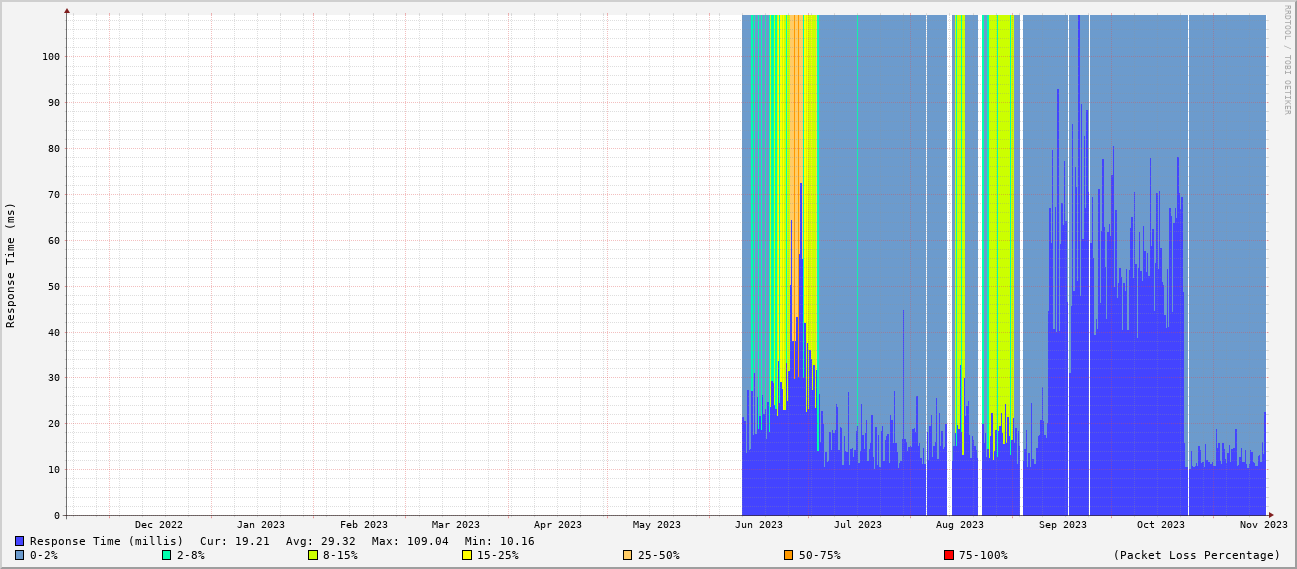 RRDTOOL / TOBI OETIKER
Response Time (ms)
100
90
80
70
60
50
40
30
20
10
0
Dec 2022 Jan 2023 Feb 2023 Mar 2023 Apr 2023 May 2023 Jun 2023 Jul 2023 Aug 2023 Sep 2023 Oct 2023 Nov 2023
Response Time (millis) Cur: 19.21 Avg: 29.32 Max: 109.04 Min: 10.16
0-2% 2-8% 8-15% 15-25% 25-50% 50-75% 75-100% (Packet Loss Percentage)